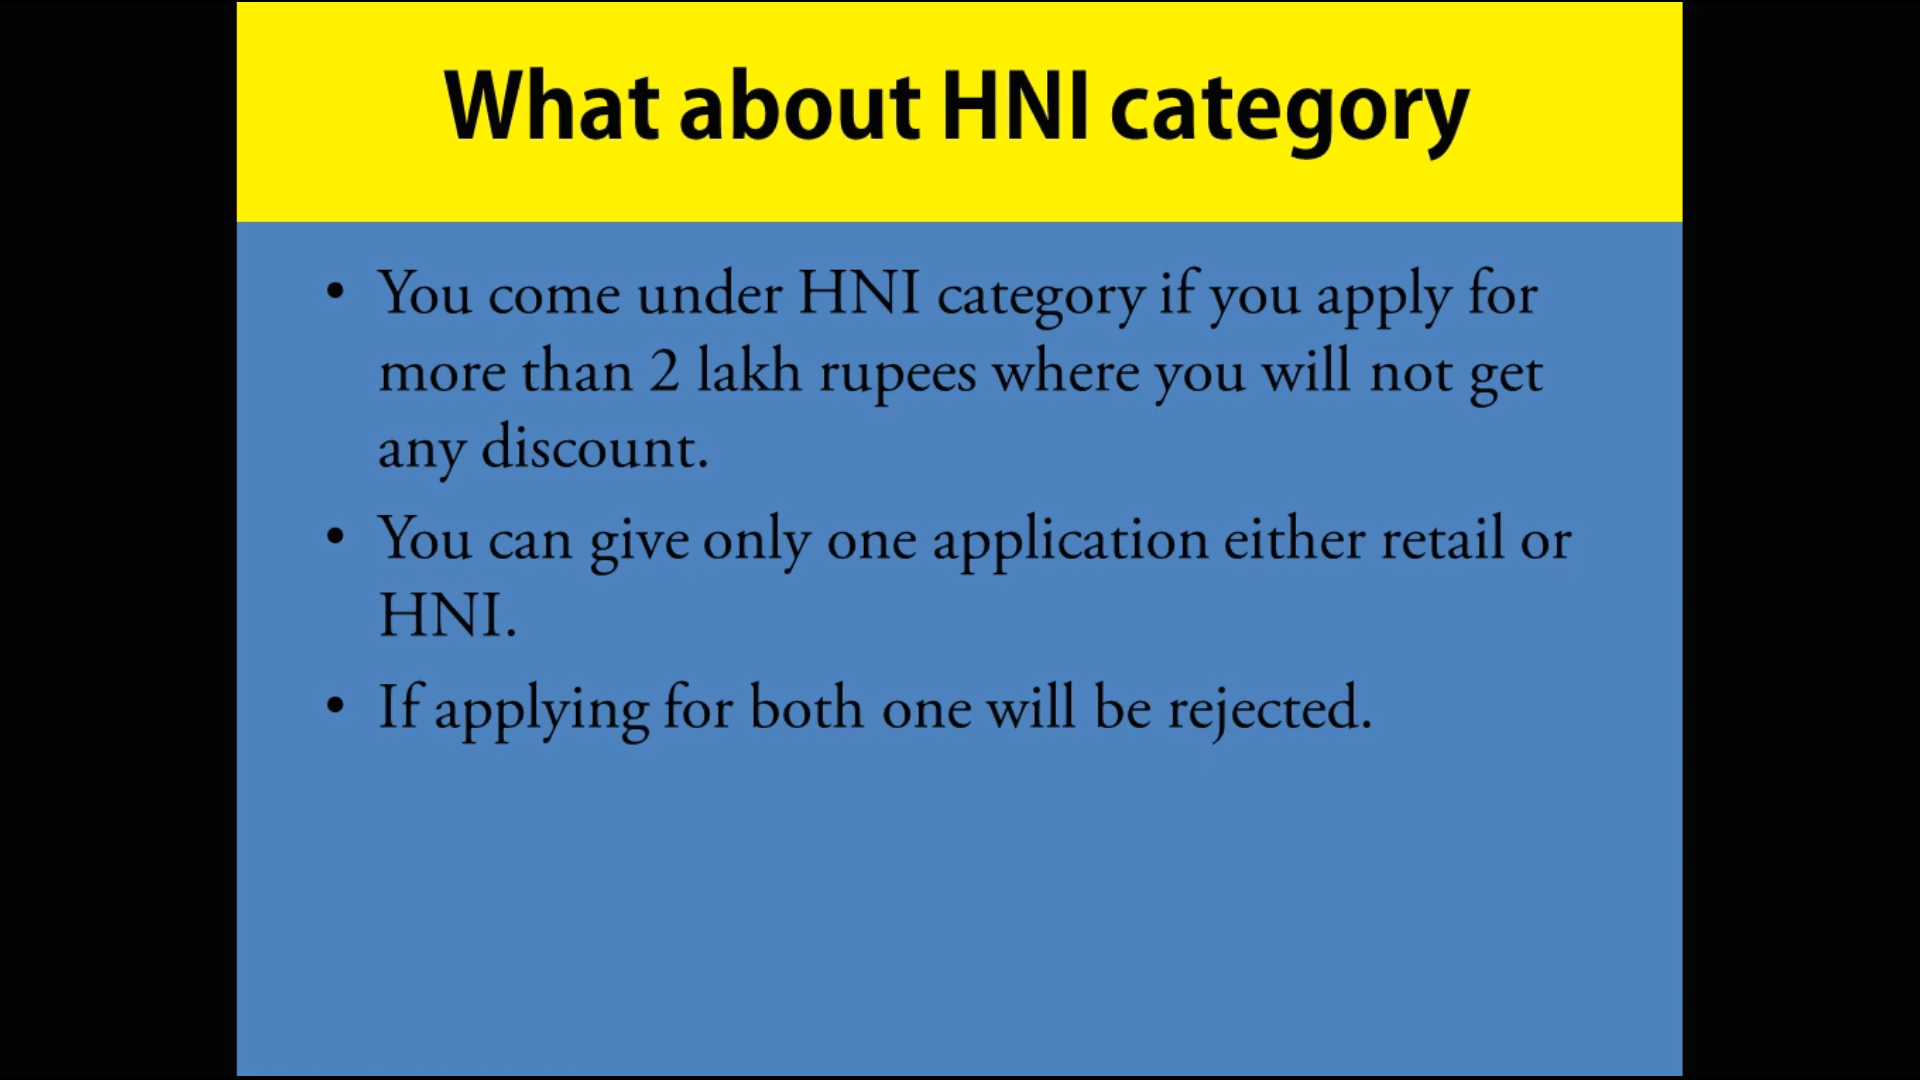 What about HNI category
• You come under HNI category if you apply for
more than 2 lakh rupees where you will not get
any discount.
• You can give only one application either retail or
HNI.
• If applying for both one will be rejected.